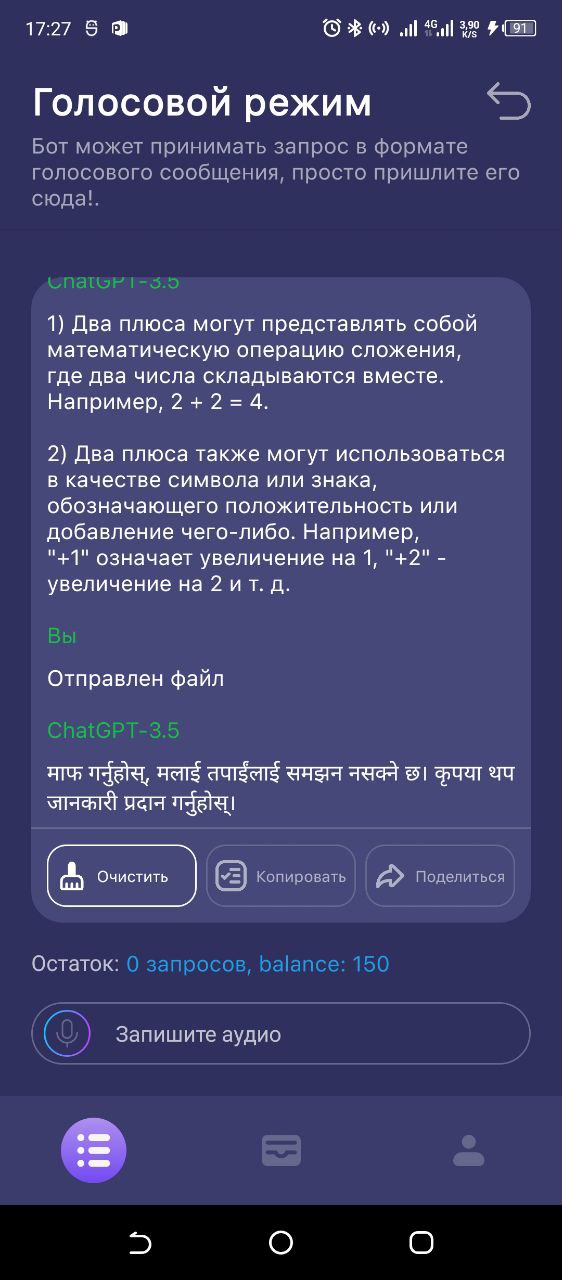 17:27
4G
3,90
K/S
91
Голосовой режим
Бот может принимать запрос в формате
голосового сообщения, просто пришлите его
сюда!.
ChatGPT-3.5
1) Два плюса могут представлять собой
математическую операцию сложения,
где два числа складываются вместе.
Например, 2 + 2 = 4.
2) Два плюса также могут использоваться
в качестве символа или знака,
обозначающего положительность или
добавление чего-либо. Например,
"+1" означает увеличение на 1, "+2" -
увеличение на 2 и т. д.
Вы
Отправлен файл
ChatGPT-3.5
माफ गर्नुहोस्, मलाई तपाईंलाई समझन नसक्ने छ। कृपया थप
जानकारी प्रदान गर्नुहोस्।
Очистить
Копировать
Поделиться
Остаток: 0 запросов, balance: 150
Запишите аудио